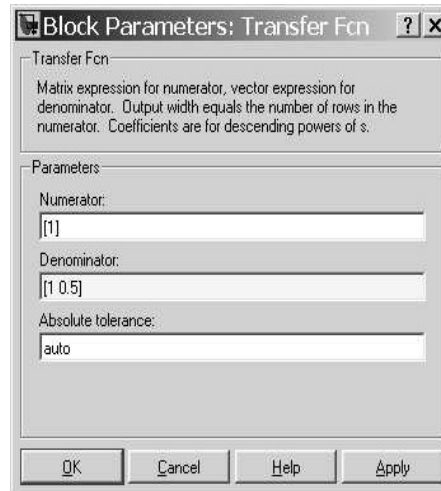 Block Parameters: Transfer Fcn ? X
Transfer Fcn
Matrix expression for numerator, vector expression for
denominator. Output width equals the number of rows in the
numerator. Coefficients are for descending powers of s.
Parameters
Numerator:
[1]
Denominator:
[1 0.5]
Absolute tolerance:
auto
OK Cancel Help Apply